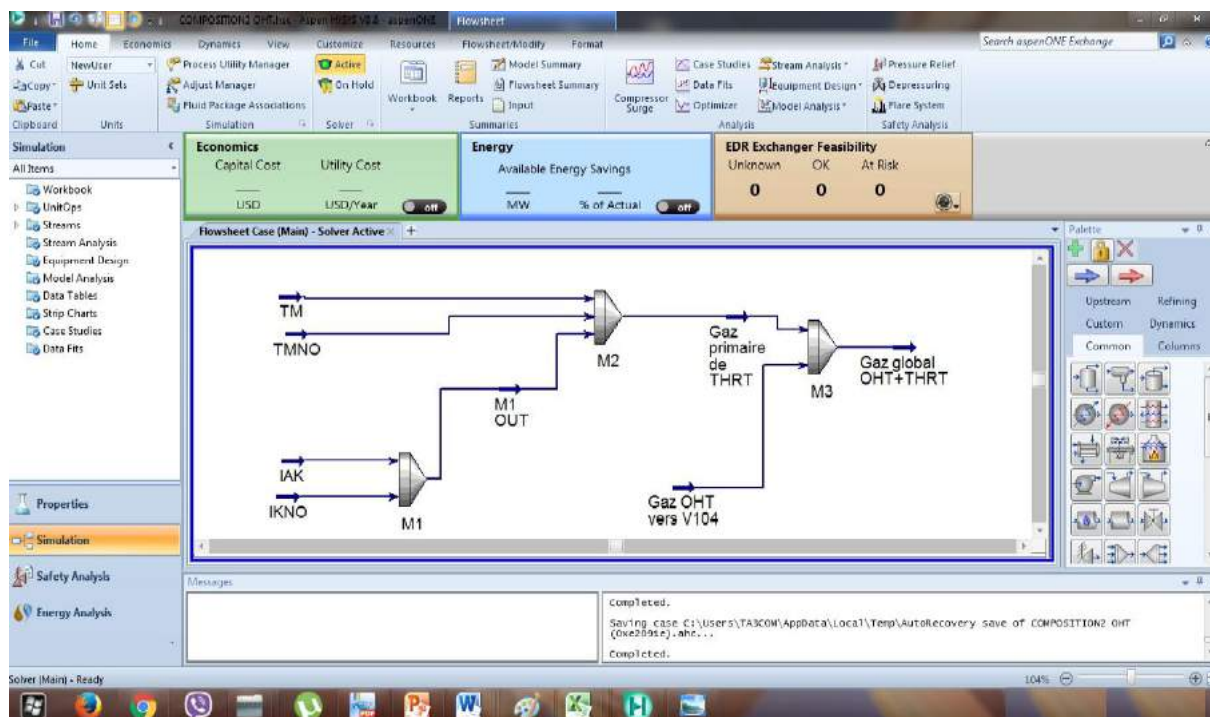 COMPOSITION2 OHT.hsc - Aspen HYSYS V8.8 - aspenONE
Flowsheet
File Home Economics Dynamics View Customize Resources Flowsheet/Modify Format
Search aspenONE Exchange
Cut
Copy
Paste
Clipboard
NewUser
Unit Sets
Units
Process Utility Manager
Adjust Manager
Fluid Package Associations
Simulation
Active
On Hold
Solver
Workbook
Reports
Model Summary
Flowsheet Summary
Input
Summaries
Compressor
Surge
Case Studies
Data Fits
Optimizer
Stream Analysis
Equipment Design
Model Analysis
Analysis
Pressure Relief
Depressuring
Flare System
Safety Analysis
Simulation
All Items
Workbook
UnitOps
Streams
Stream Analysis
Equipment Design
Model Analysis
Data Tables
Strip Charts
Case Studies
Data Fits
Properties
Simulation
Safety Analysis
Energy Analysis
Economics
Capital Cost Utility Cost
USD USD/Year off
Energy
Available Energy Savings
MW % of Actual off
EDR Exchanger Feasibility
Unknown OK At Risk
0 0 0
Flowsheet Case (Main) - Solver Active
TM
TMNO
M2
M1
OUT
IAK
IKNO
M1
Gaz
primaire
de
THRT
M3
Gaz global
OHT+THRT
Gaz OHT
vers V104
Palette
Upstream Refining
Custom Dynamics
Common Columns
Messages
Completed.
Saving case C:\Users\TASCOM\AppData\Local\Temp\AutoRecovery save of COMPOSITION2 OHT
Completed.
Solver (Main) - Ready
104%